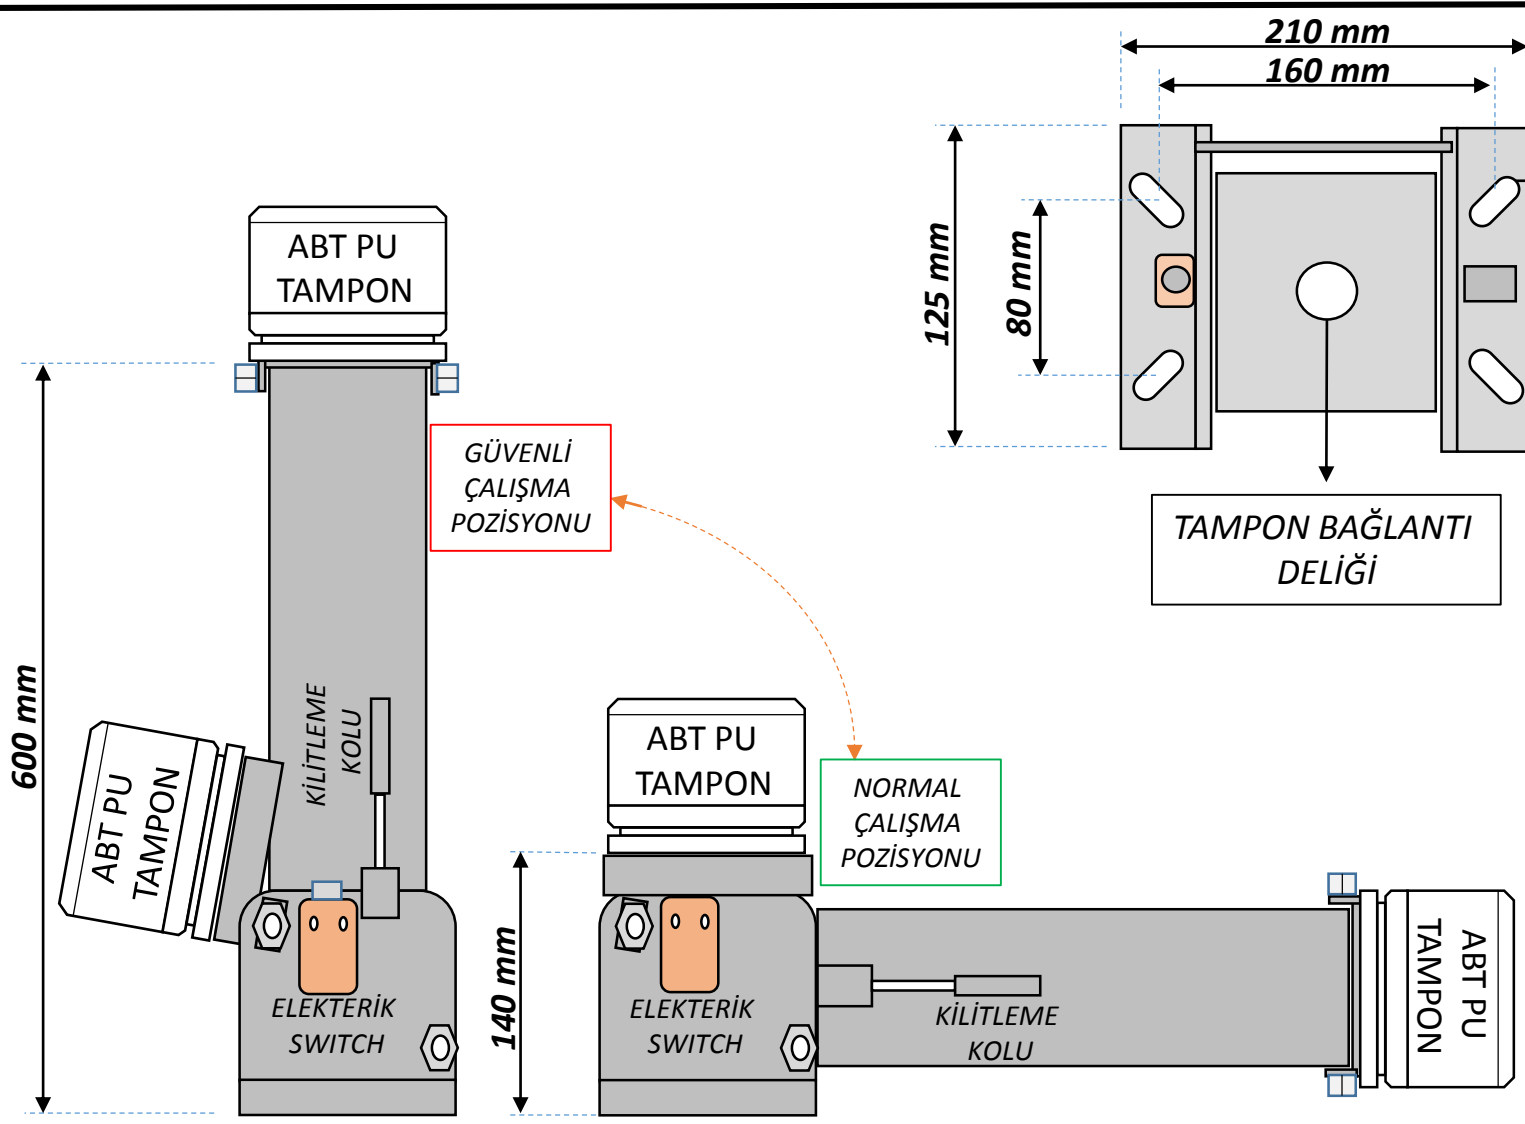 210 mm
160 mm
125 mm
80 mm
ABT PU
TAMPON
GÜVENLİ
ÇALIŞMA
POZİSYONU
TAMPON BAĞLANTI
DELİĞİ
600 mm
KİLİTLEME
KOLU
ABT PU
TAMPON
ABT PU
TAMPON
NORMAL
ÇALIŞMA
POZİSYONU
140 mm
ELEKTERİK
SWITCH
ELEKTERİK
SWITCH
KİLİTLEME
KOLU
ABT PU
TAMPON